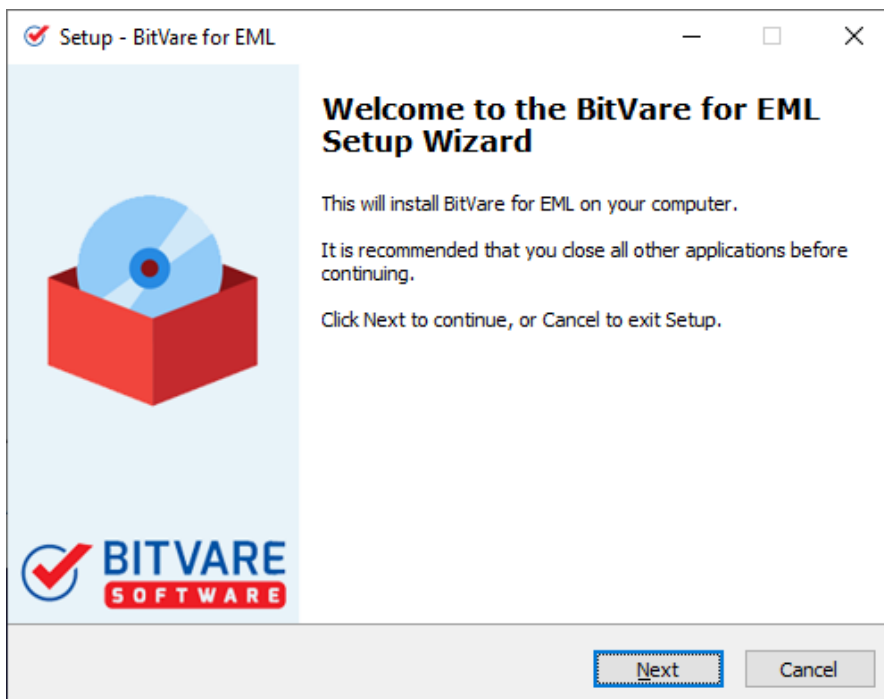 Setup - BitVare for EML
Welcome to the BitVare for EML
Setup Wizard
This will install BitVare for EML on your computer.
It is recommended that you close all other applications before
continuing.
Click Next to continue, or Cancel to exit Setup.
BITVARE
SOFTWARE
Next
Cancel